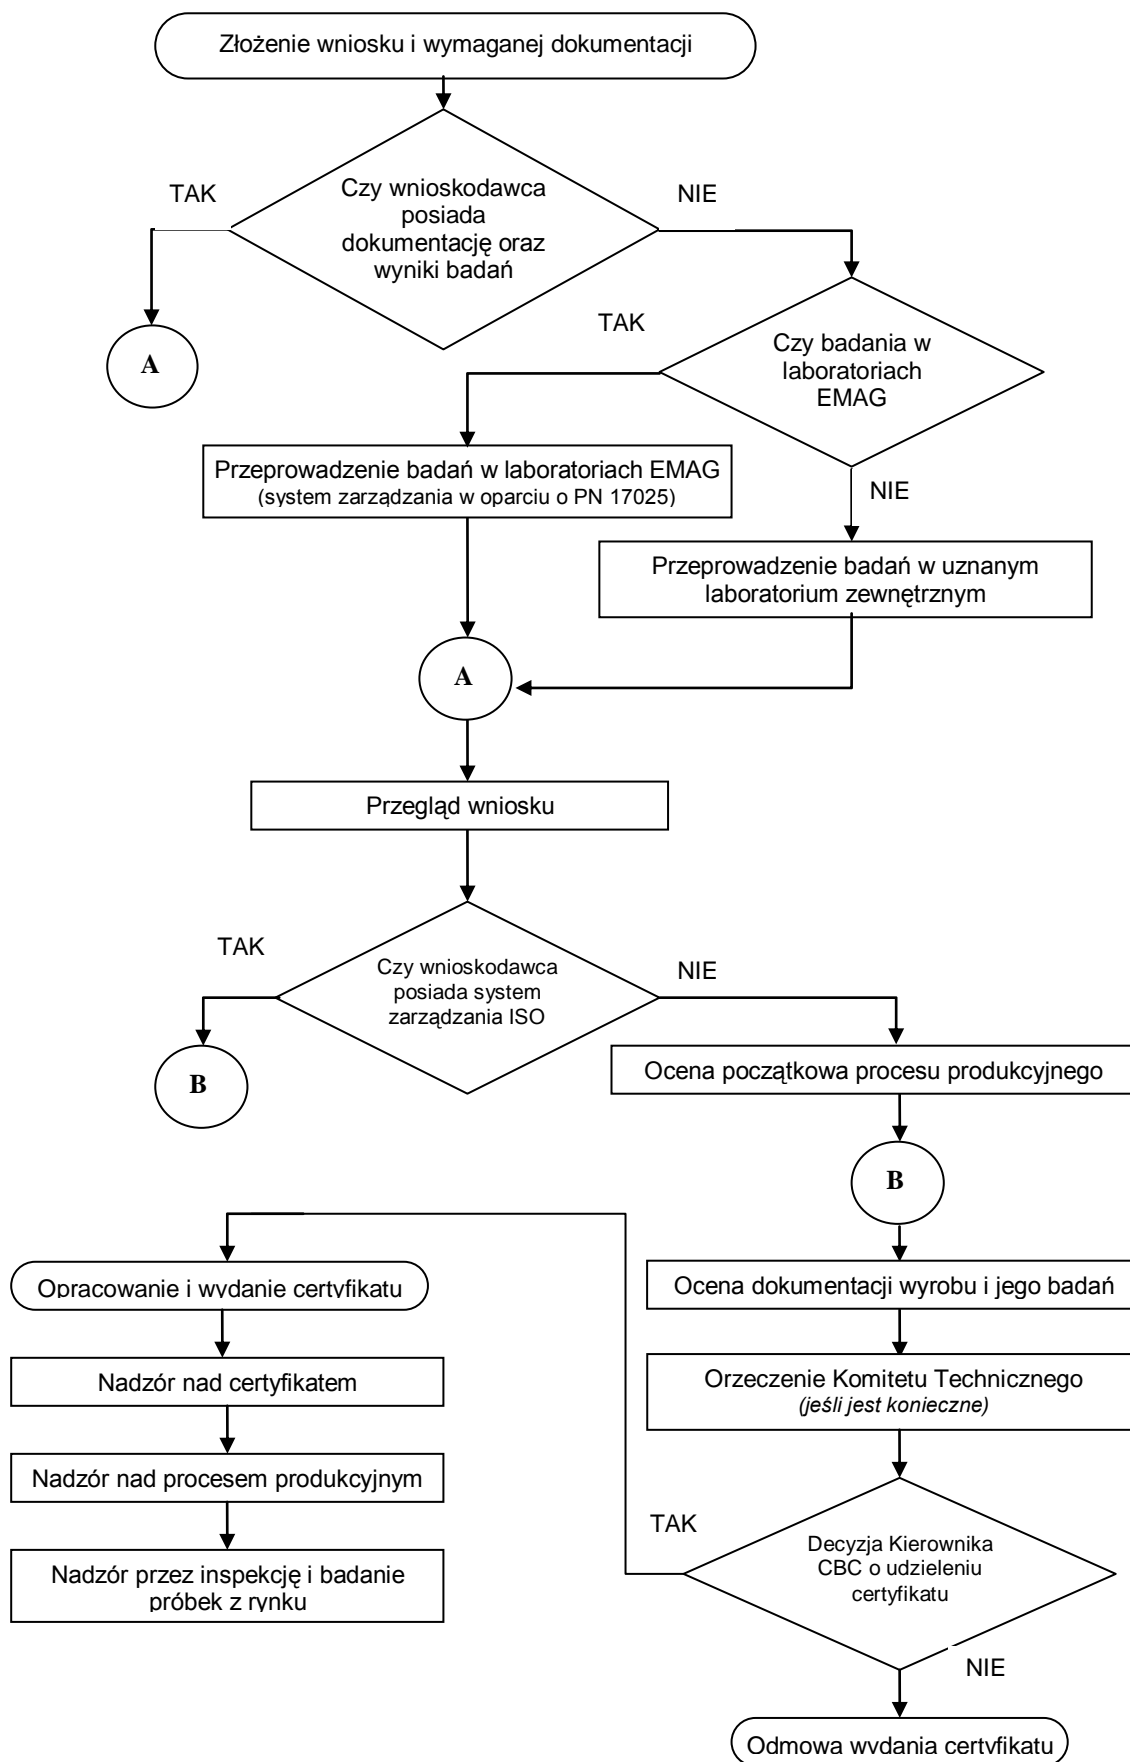 Złożenie wniosku i wymaganej dokumentacji
TAK
Czy wnioskodawca
posiada
dokumentację oraz
wyniki badań
NIE
A
TAK
Czy badania w
laboratoriach
EMAG
Przeprowadzenie badań w laboratoriach EMAG
(system zarządzania w oparciu o PN 17025)
NIE
Przeprowadzenie badań w uznanym
laboratorium zewnętrznym
A
Przegląd wniosku
TAK
Czy wnioskodawca
posiada system
zarządzania ISO
NIE
B
Ocena początkowa procesu produkcyjnego
B
Opracowanie i wydanie certyfikatu
Ocena dokumentacji wyrobu i jego badań
Nadzór nad certyfikatem
Orzeczenie Komitetu Technicznego
(jeśli jest konieczne)
Nadzór nad procesem produkcyjnym
TAK
Decyzja Kierownika
CBC o udzieleniu
certyfikatu
Nadzór przez inspekcję i badanie
próbek z rynku
NIE
Odmowa wydania certyfikatu